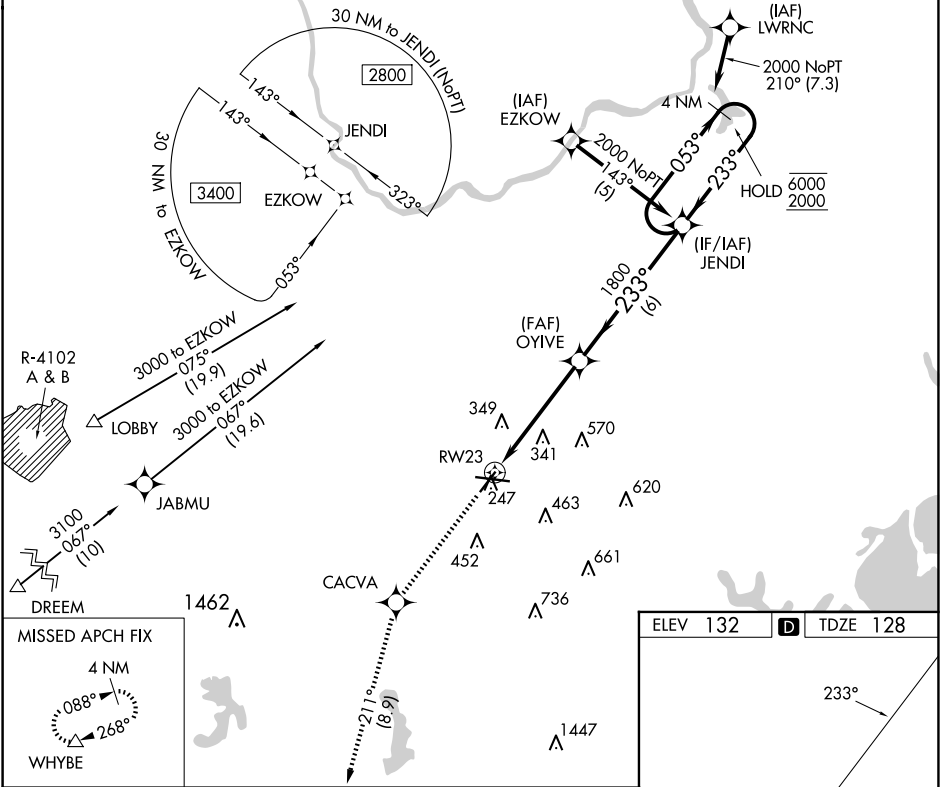 30 NM to JENDI (NoPT)
2800
143°
JENDI
323°
143°
EZKOW
3400
30 NM to EZKOW
053°
(IAF)
LWRNC
2000 NoPT
210° (7.3)
4 NM
(IAF)
EZKOW
2000 NoPT
143°
(5)
053°
233°
HOLD
6000
2000
(IF/IAF)
JENDI
1800
233°
(6)
(FAF)
OYIVE
3000 to EZKOW
075°
(19.9)
R-4102
A & B
LOBBY
3000 to EZKOW
067°
(19.6)
JABMU
3100
067°
(10)
DREEM
349
341
570
RW23
247
463
620
452
661
CACVA
736
1462
211°
(8.9)
1447
MISSED APCH FIX
4 NM
088°
268°
WHYBE
ELEV 132
D
TDZE 128
233°